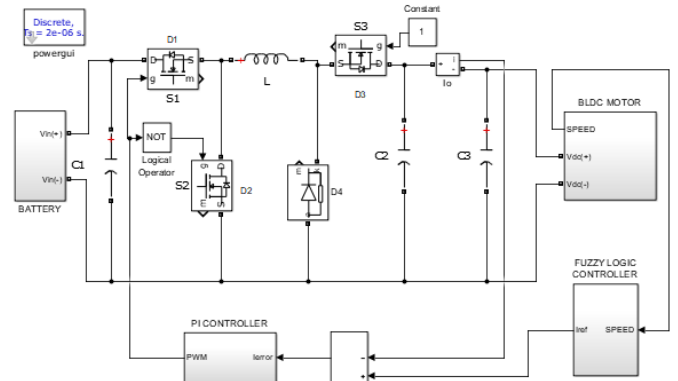 Discrete,
Ts = 2e-06 s.
powergui
Constant
1
S3
m
g
S
D
D3
D1
D
S
g
m
S1
L
+
-
i
Io
BLDC MOTOR
SPEED
Vdc(+)
Vdc(-)
Vin(+)
Vin(-)
BATTERY
C1
NOT
Logical
Operator
S2
g
D
m
S
D2
m
D4
C2
C3
FUZZY LOGIC
CONTROLLER
Iref
SPEED
PI CONTROLLER
PWM
Ierror
-
+